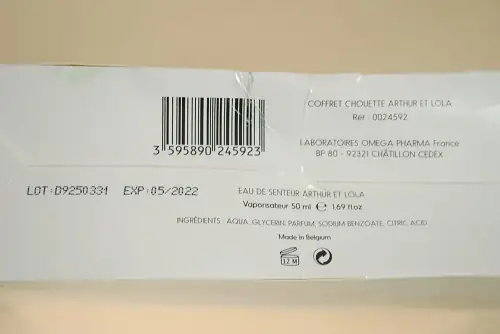 COFFRET CHOUETTE ARTHUR ET LOLA
Réf : 0024592
LABORATOIRES OMEGA PHARMA France
BP 80 - 92321 CHÂTILLON CEDEX
3 595890 245923
LOT:D9250331 EXP:05/2022
EAU DE SENTEUR ARTHUR ET LOLA
Vaporisateur 50 ml ℮ 1.69 fl.oz
INGRÉDIENTS : AQUA, GLYCERIN, PARFUM, SODIUM BENZOATE, CITRIC ACID
Made in Belgium
12 M